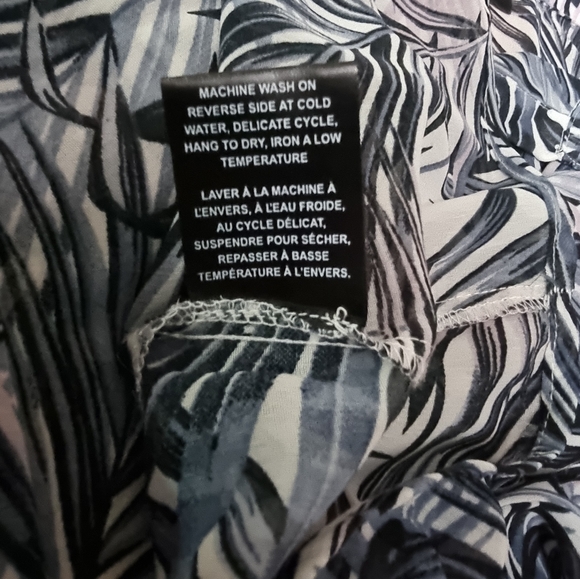 MACHINE WASH ON
REVERSE SIDE AT COLD
WATER, DELICATE CYCLE,
HANG TO DRY, IRON A LOW
TEMPERATURE
LAVER À LA MACHINE À
L'ENVERS, À L'EAU FROIDE,
AU CYCLE DÉLICAT,
SUSPENDRE POUR SÉCHER,
REPASSER À BASSE
TEMPÉRATURE À L'ENVERS.